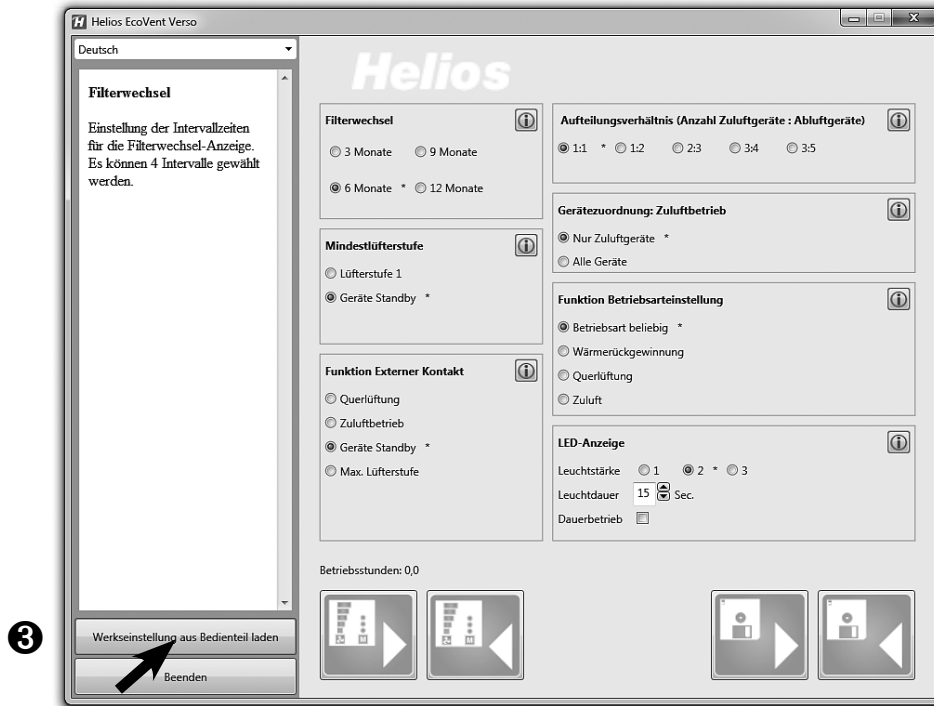 Helios EcoVent Verso
Deutsch
Filterwechsel
Einstellung der Intervallzeiten
für die Filterwechsel-Anzeige.
Es können 4 Intervalle gewählt
werden.
Helios
Filterwechsel
3 Monate 9 Monate
6 Monate * 12 Monate
Mindestlüfterstufe
Lüfterstufe 1
Geräte Standby *
Funktion Externer Kontakt
Querlüftung
Zuluftbetrieb
Geräte Standby *
Max. Lüfterstufe
Aufteilungsverhältnis (Anzahl Zuluftgeräte : Abluftgeräte)
1:1 * 1:2 2:3 3:4 3:5
Gerätezuordnung: Zuluftbetrieb
Nur Zuluftgeräte *
Alle Geräte
Funktion Betriebsarteinstellung
Betriebsart beliebig *
Wärmerückgewinnung
Querlüftung
Zuluft
LED-Anzeige
Leuchtstärke 1 2 * 3
Leuchtdauer 15 Sec.
Dauerbetrieb
Betriebsstunden: 0,0
3
Werkseinstellung aus Bedienteil laden
Beenden